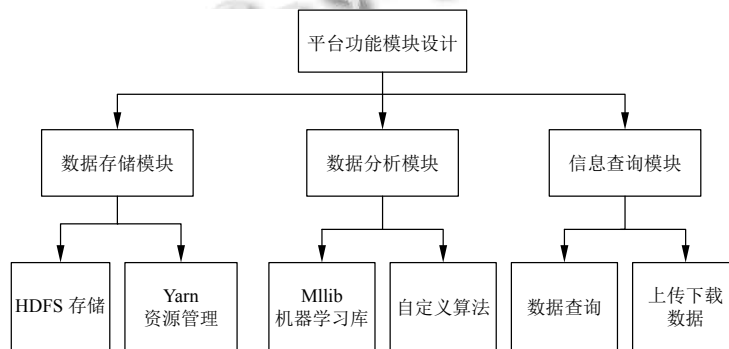 平台功能模块设计
数据存储模块
数据分析模块
信息查询模块
HDFS 存储
Yarn
资源管理
Mllib
机器学习库
自定义算法
数据查询
上传下载
数据